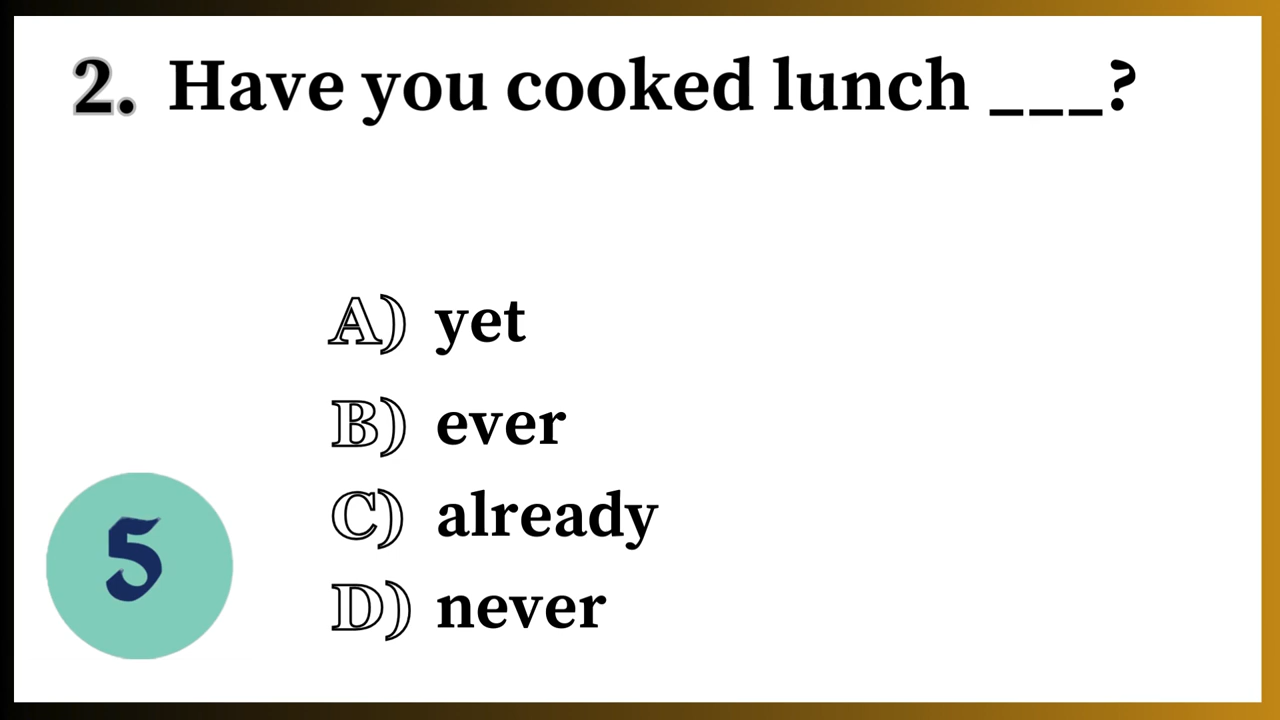 2. Have you cooked lunch ___?
A) yet
B) ever
C) already
D) never
5